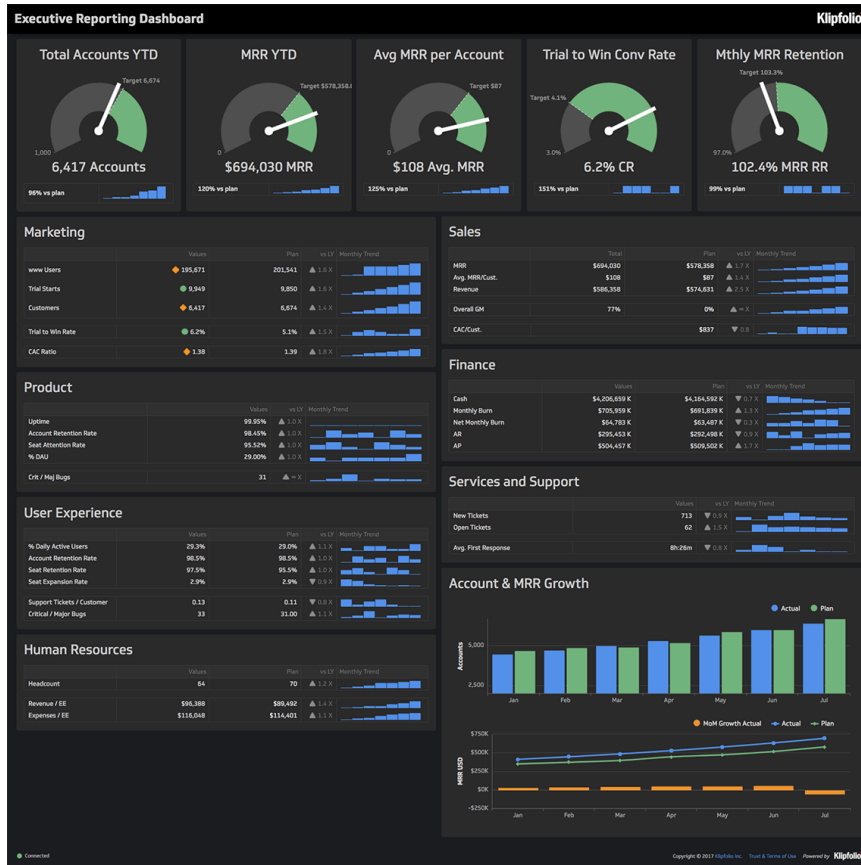 Executive Reporting Dashboard
Klipfolio
Total Accounts YTD
Target 6,674
1,000
6,417 Accounts
96% vs plan
MRR YTD
Target $578,358.
0
$694,030 MRR
120% vs plan
Avg MRR per Account
Target $87
0
$108 Avg. MRR
125% vs plan
Trial to Win Conv Rate
Target 4.1%
3.0%
6.2% CR
151% vs plan
Mthly MRR Retention
Target 103.3%
97.0%
102.4% MRR RR
99% vs plan
Marketing
Values Plan vs LY Monthly Trend
www Users 195,671 201,541 1.6 X
Trial Starts 9,949 9,850 1.8 X
Customers 6,417 6,674 1.4 X
Trial to Win Rate 6.2% 5.1% 1.5 X
CAC Ratio 1.38 1.39 1.8 X
Product
Values vs LY Monthly Trend
Uptime 99.95% 1.0 X
Account Retention Rate 98.45% 1.0 X
Seat Attention Rate 95.52% 1.0 X
% DAU 29.00% 1.0 X
Crit / Maj Bugs 31 ∞ X
User Experience
Values Plan vs LY Monthly Trend
% Daily Active Users 29.3% 29.0% 1.1 X
Account Retention Rate 98.5% 98.5% 1.0 X
Seat Retention Rate 97.5% 95.5% 1.0 X
Seat Expansion Rate 2.9% 2.9% 0.9 X
Support Tickets / Customer 0.13 0.11 0.8 X
Critical / Major Bugs 33 31.00 1.1 X
Human Resources
Values Plan vs LY Monthly Trend
Headcount 64 70 1.2 X
Revenue / EE $96,388 $89,492 1.4 X
Expenses / EE $116,048 $114,401 1.1 X
Sales
Total Plan vs LY Monthly Trend
MRR $694,030 $578,358 1.7 X
Avg. MRR/Cust. $108 $87 1.4 X
Revenue $588,358 $574,631 2.5 X
Overall GM 77% 0% ∞ X
CAC/Cust. $837 0.8
Finance
Values Plan vs LY Monthly Trend
Cash $4,206,659 K $4,164,592 K 0.7 X
Monthly Burn $705,959 K $691,839 K 1.3 X
Net Monthly Burn $64,783 K $63,487 K 0.3 X
AR $295,453 K $292,498 K 0.9 X
AP $504,457 K $509,502 K 1.7 X
Services and Support
Values vs LY Monthly Trend
New Tickets 713 0.9 X
Open Tickets 62 1.5 X
Avg. First Response 8h:26m 0.8 X
Account & MRR Growth
Actual Plan
Accounts
5,000
2,500
Jan Feb Mar Apr May Jun Jul
MoM Growth Actual Actual Plan
MRR USD
$750K
$500K
$250K
$0K
-$250K
Jan Feb Mar Apr May Jun Jul
Connected
Copyright © 2017 Klipfolio Inc. Trust & Terms of Use Powered by Klipfolio